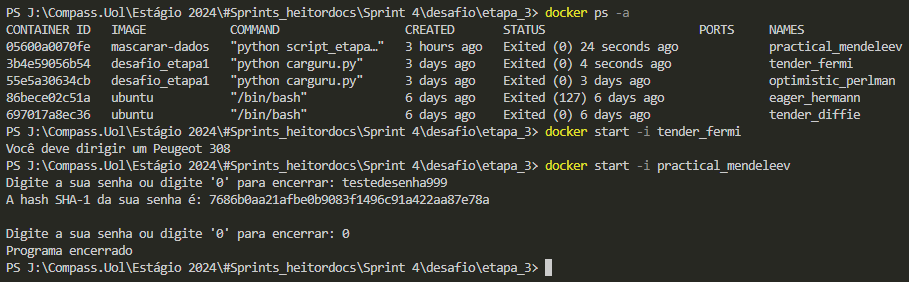 PS J:\Compass.Uol\Estágio 2024\#Sprints_heitordocs\Sprint 4\desafio\etapa_3> docker ps -a
CONTAINER ID   IMAGE            COMMAND                  CREATED       STATUS                      PORTS     NAMES
05600a0070fe   mascarar-dados   "python script_etapa…"   3 hours ago   Exited (0) 24 seconds ago             practical_mendeleev
3b4e59056b54   desafio_etapa1   "python carguru.py"      3 days ago    Exited (0) 4 seconds ago              tender_fermi
55e5a30634cb   desafio_etapa1   "python carguru.py"      3 days ago    Exited (0) 3 days ago                 optimistic_perlman
86bece02c51a   ubuntu           "/bin/bash"              6 days ago    Exited (127) 6 days ago               eager_hermann
697017a8ec36   ubuntu           "/bin/bash"              6 days ago    Exited (0) 6 days ago                 tender_diffie
PS J:\Compass.Uol\Estágio 2024\#Sprints_heitordocs\Sprint 4\desafio\etapa_3> docker start -i tender_fermi
Você deve dirigir um Peugeot 308
PS J:\Compass.Uol\Estágio 2024\#Sprints_heitordocs\Sprint 4\desafio\etapa_3> docker start -i practical_mendeleev
Digite a sua senha ou digite '0' para encerrar: testedesenha999
A hash SHA-1 da sua senha é: 7686b0aa21afbe0b9083f1496c91a422aa87e78a
Digite a sua senha ou digite '0' para encerrar: 0
Programa encerrado
PS J:\Compass.Uol\Estágio 2024\#Sprints_heitordocs\Sprint 4\desafio\etapa_3>